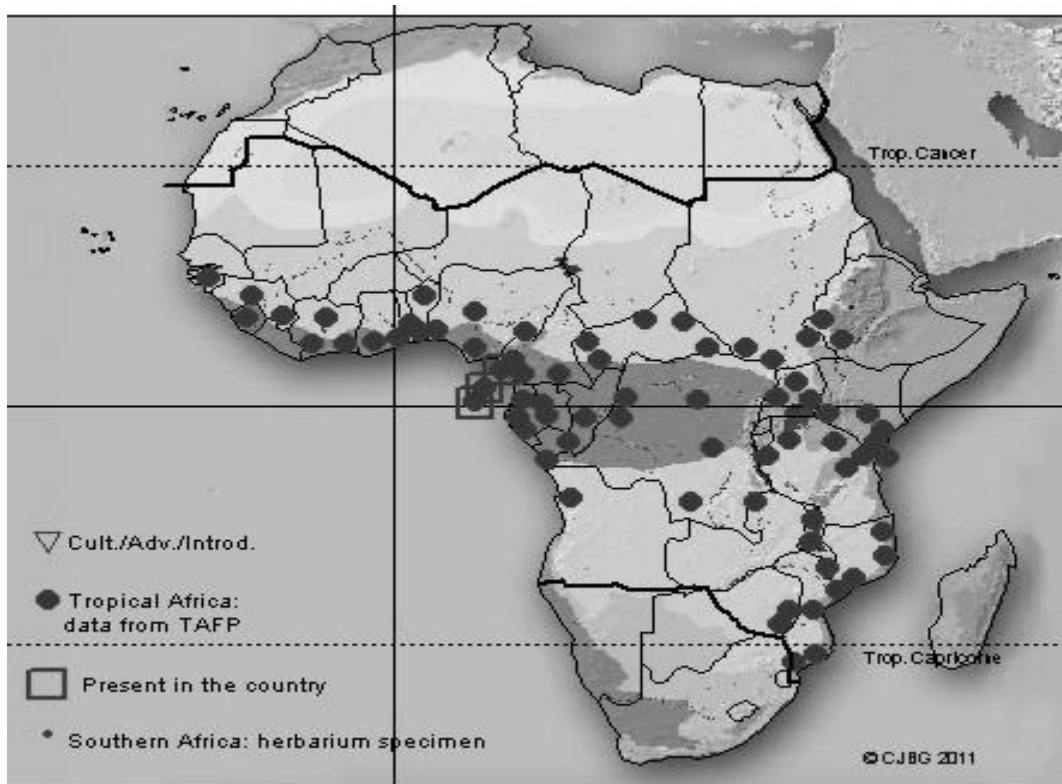 Trop. Cancer
Cult./Adv./Introd.
Tropical Africa:
data from TAFP
Trop. Capricorne
Present in the country
Southern Africa: herbarium specimen
©CJBG 2011